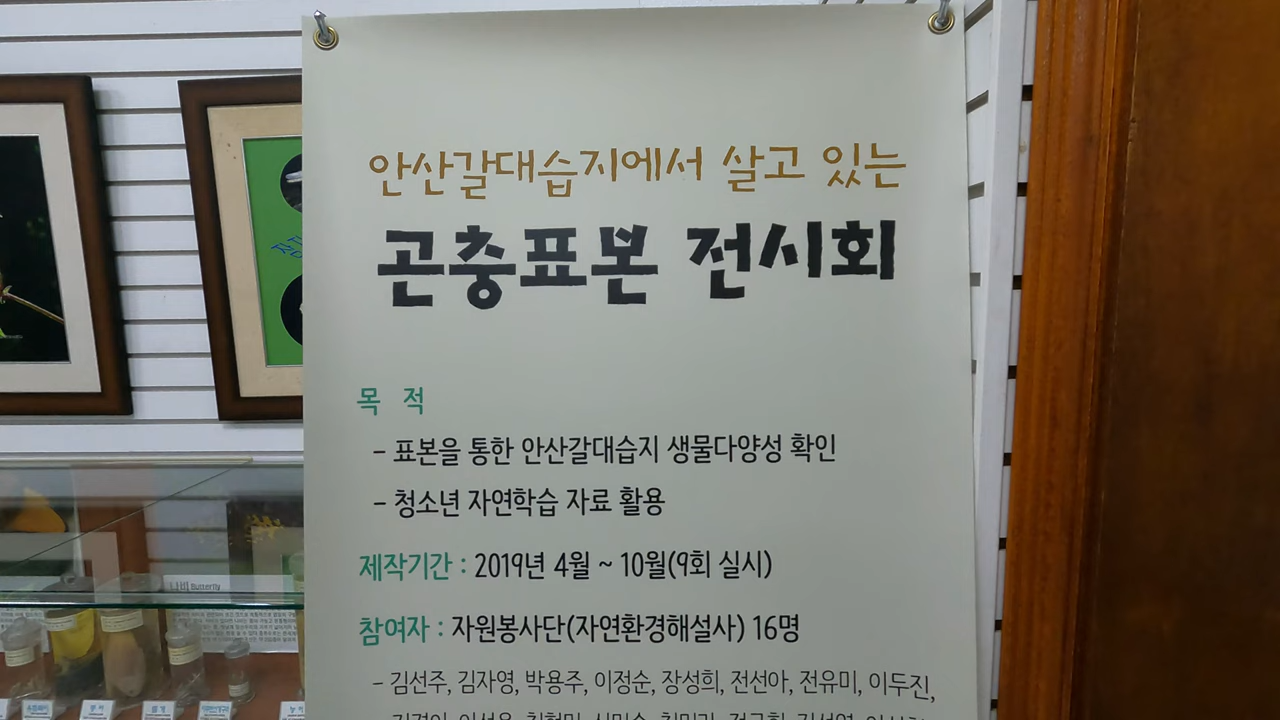 안산갈대습지에서 살고 있는
곤충표본 전시회
목 적
- 표본을 통한 안산갈대습지 생물다양성 확인
- 청소년 자연학습 자료 활용
제작기간 : 2019년 4월 ~ 10월(9회 실시)
참여자 : 자원봉사단(자연환경해설사) 16명
- 김선주, 김자영, 박용주, 이정순, 장성희, 전선아, 전유미, 이두진,
나비 Butterfly